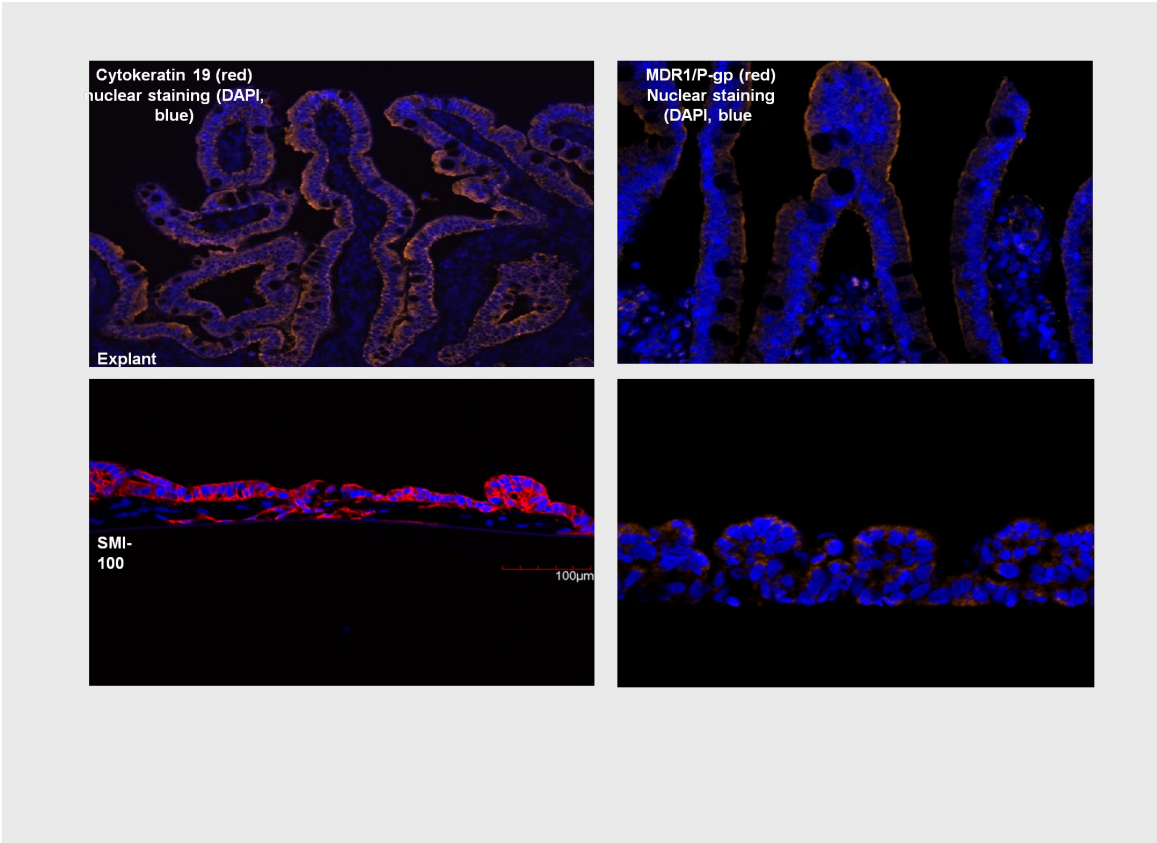 Cytokeratin 19 (red)
nuclear staining (DAPI,
blue)
MDR1/P-gp (red)
Nuclear staining
(DAPI, blue
Explant
SMI-
100
100µm